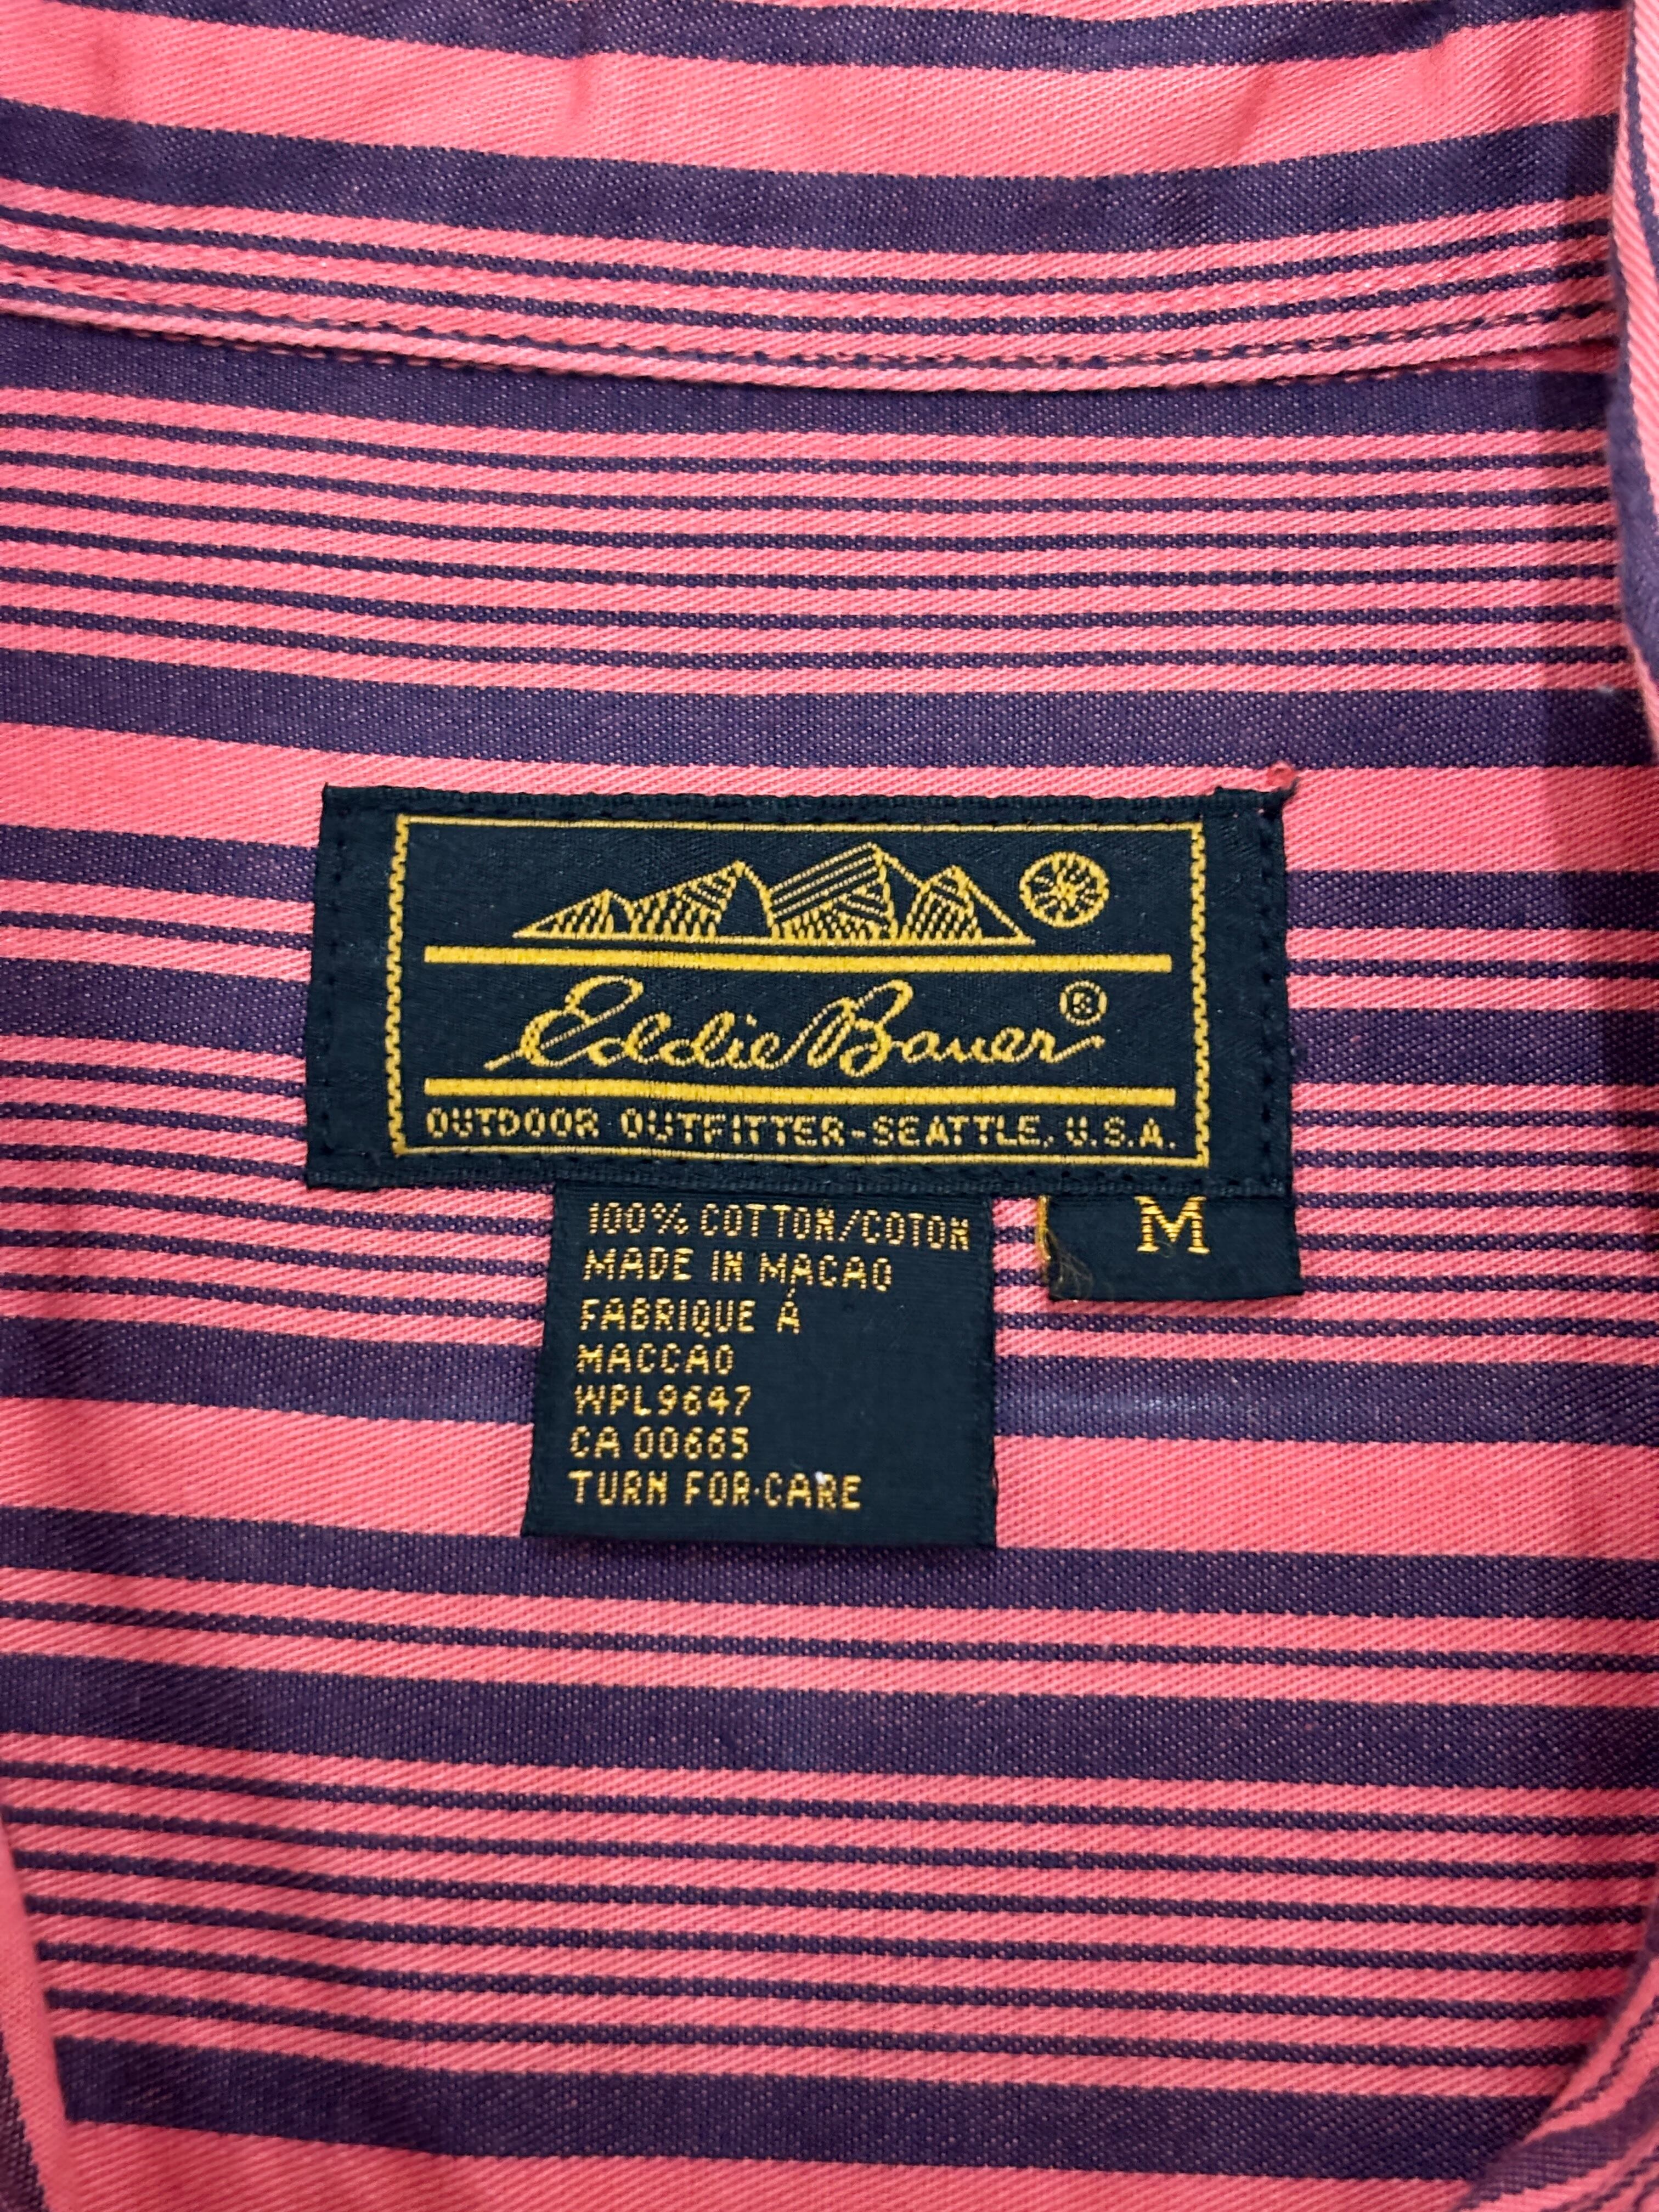 Eddie Bauer®
OUTDOOR OUTFITTER-SEATTLE, U.S.A.
M
100% COTTON/COTON
MADE IN MACAO
FABRIQUE Á
MACCAO
WPL9647
CA 00665
TURN FOR·CARE